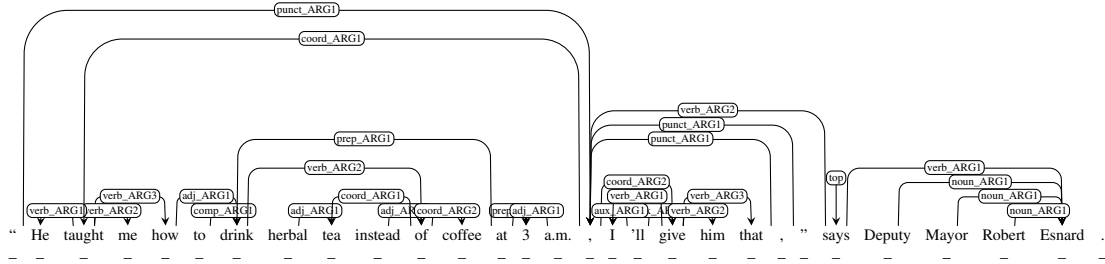 punct_ARG1
coord_ARG1
verb_ARG2
punct_ARG1
prep_ARG1 punct_ARG1
verb_ARG2 verb_ARG1
top
coord_ARG2 noun_ARG1
verb_ARG3 adj_ARG1 coord_ARG1 verb_ARG1 verb_ARG3 noun_ARG1
verb_ARG1 verb_ARG2 comp_ARG1 adj_ARG1 coord_ARG2 adj_ARG1 aux_ARG1 verb_ARG2 noun_ARG1
“ He taught me how to drink herbal tea instead of coffee at 3 a.m. , I 'll give him that , ” says Deputy Mayor Robert Esnard .
_ _ _ _ _ _ _ _ _ _ _ _ _ _ _ _ _ _ _ _ _ _ _ _ _ _ _ _ _